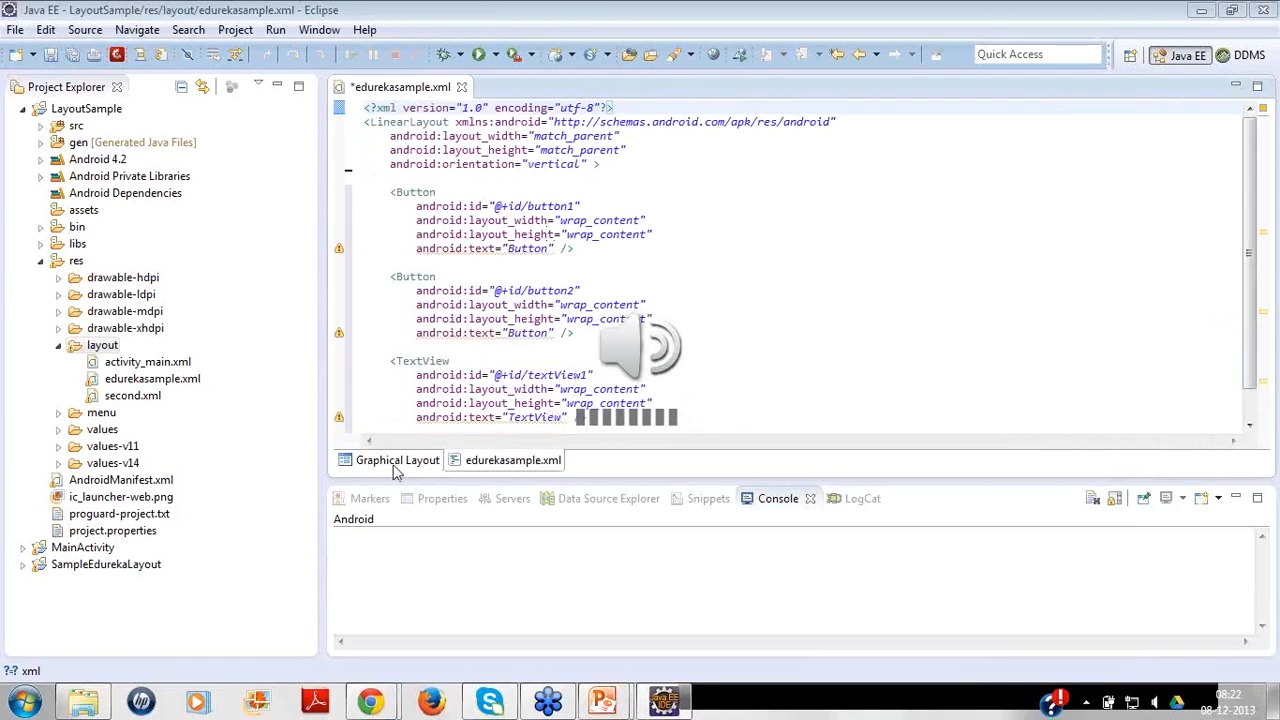 Java EE - LayoutSample/res/layout/edurekasample.xml - Eclipse
File Edit Source Navigate Search Project Run Window Help
Quick Access
Java EE
DDMS
Project Explorer
LayoutSample
src
gen [Generated Java Files]
Android 4.2
Android Private Libraries
Android Dependencies
assets
bin
libs
res
drawable-hdpi
drawable-ldpi
drawable-mdpi
drawable-xhdpi
layout
activity_main.xml
edurekasample.xml
second.xml
menu
values
values-v11
values-v14
AndroidManifest.xml
ic_launcher-web.png
proguard-project.txt
project.properties
MainActivity
SampleEdurekaLayout
*edurekasample.xml
<?xml version="1.0" encoding="utf-8"?>
<LinearLayout xmlns:android="http://schemas.android.com/apk/res/android"
android:layout_width="match_parent"
android:layout_height="match_parent"
android:orientation="vertical" >
<Button
android:id="@+id/button1"
android:layout_width="wrap_content"
android:layout_height="wrap_content"
android:text="Button" />
<Button
android:id="@+id/button2"
android:layout_width="wrap_content"
android:layout_height="wrap_content"
android:text="Button" />
<TextView
android:id="@+id/textView1"
android:layout_width="wrap_content"
android:layout_height="wrap_content"
android:text="TextView"
Graphical Layout
edurekasample.xml
Markers Properties Servers Data Source Explorer Snippets Console LogCat
Android
xml
Java EE
IDE
08:22
08-12-2013